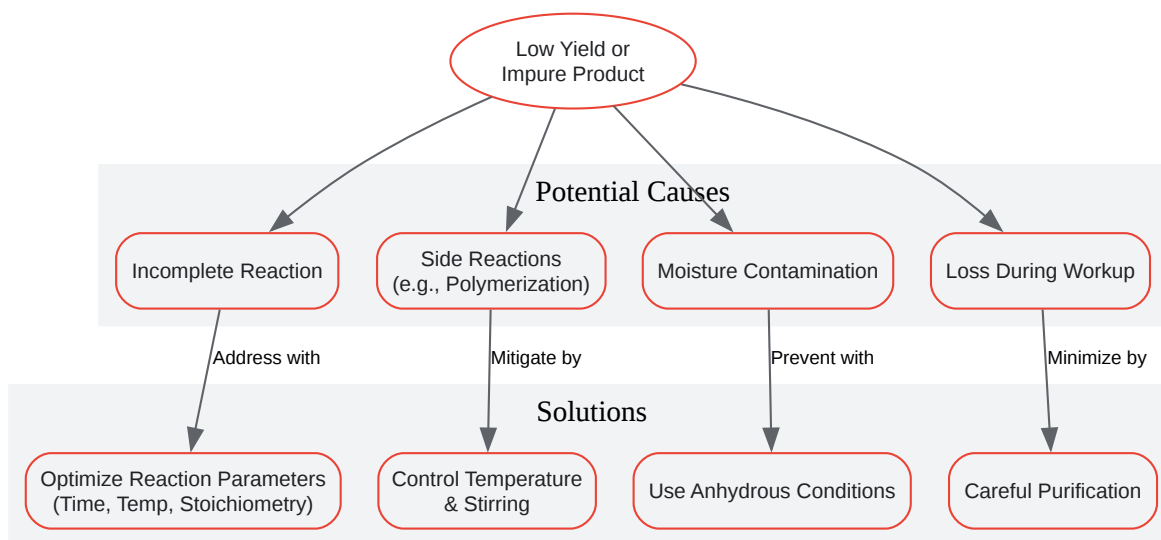 Low Yield or
Impure Product
Potential Causes
Incomplete Reaction
Side Reactions
(e.g., Polymerization)
Moisture Contamination
Loss During Workup
Address with
Mitigate by
Prevent with
Minimize by
Solutions
Optimize Reaction Parameters
(Time, Temp, Stoichiometry)
Control Temperature
& Stirring
Use Anhydrous Conditions
Careful Purification